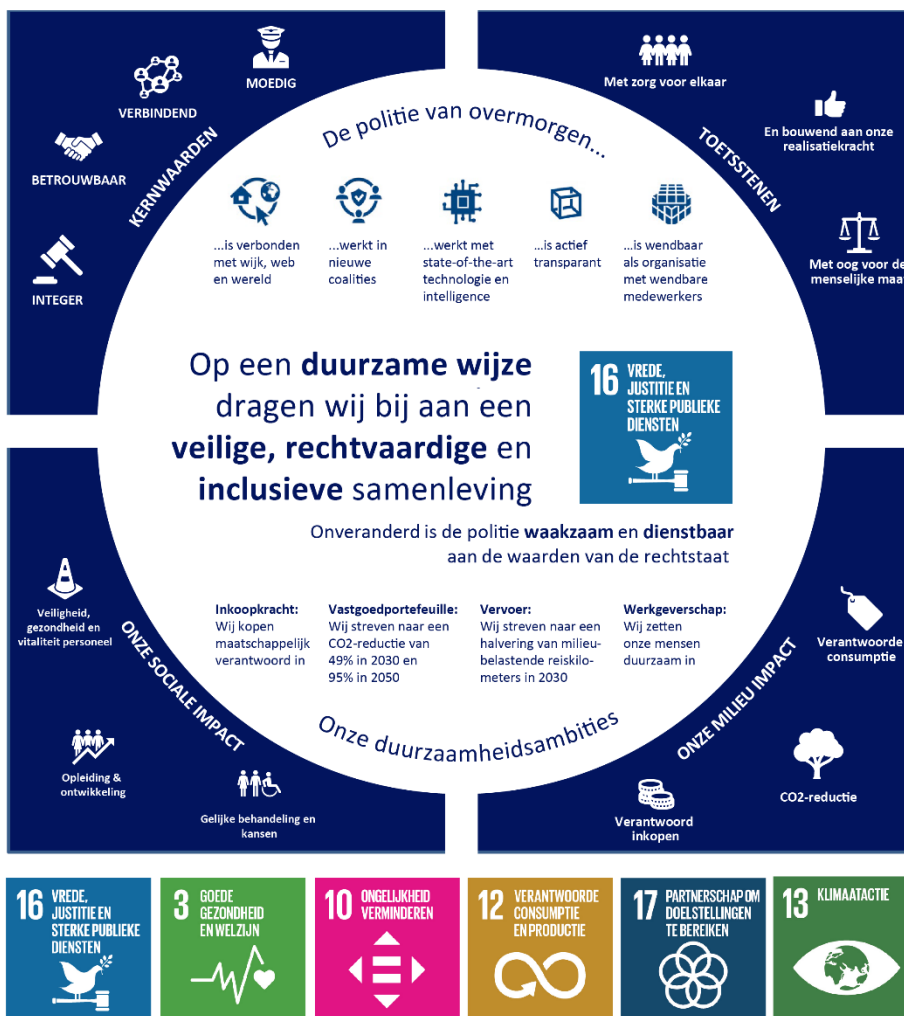 MOEDIG
VERBINDEND
BETROUWBAAR
INTEGER
KERNWAARDEN
Met zorg voor elkaar
En bouwend aan onze
realisatiekracht
Met oog voor de
menselijke maat
TOETSSTENEN
De politie van overmorgen...
...is verbonden
met wijk, web
en wereld
...werkt in
nieuwe
coalities
...werkt met
state-of-the-art
technologie en
intelligence
...is actief
transparant
...is wendbaar
als organisatie
met wendbare
medewerkers
Op een duurzame wijze
dragen wij bij aan een
veilige, rechtvaardige en
inclusieve samenleving
16 VREDE,
JUSTITIE EN
STERKE PUBLIEKE
DIENSTEN
Onveranderd is de politie waakzaam en dienstbaar
aan de waarden van de rechtstaat
Inkoopkracht:
Wij kopen
maatschappelijk
verantwoord in
Vastgoedportefeuille:
Wij streven naar een
CO2-reductie van
49% in 2030 en
95% in 2050
Vervoer:
Wij streven naar een
halvering van milieu-
belastende reiskilo-
meters in 2030
Werkgeverschap:
Wij zetten
onze mensen
duurzaam in
Onze duurzaamheidsambities
Veiligheid,
gezondheid en
vitaliteit personeel
Opleiding &
ontwikkeling
Gelijke behandeling en
kansen
ONZE SOCIALE IMPACT
Verantwoorde
consumptie
CO2-reductie
Verantwoord
inkopen
ONZE MILIEU IMPACT
16 VREDE,
JUSTITIE EN
STERKE PUBLIEKE
DIENSTEN
3 GOEDE
GEZONDHEID
EN WELZIJN
10 ONGELIJKHEID
VERMINDEREN
12 VERANTWOORDE
CONSUMPTIE
EN PRODUCTIE
17 PARTNERSCHAP OM
DOELSTELLINGEN
TE BEREIKEN
13 KLIMAATACTIE